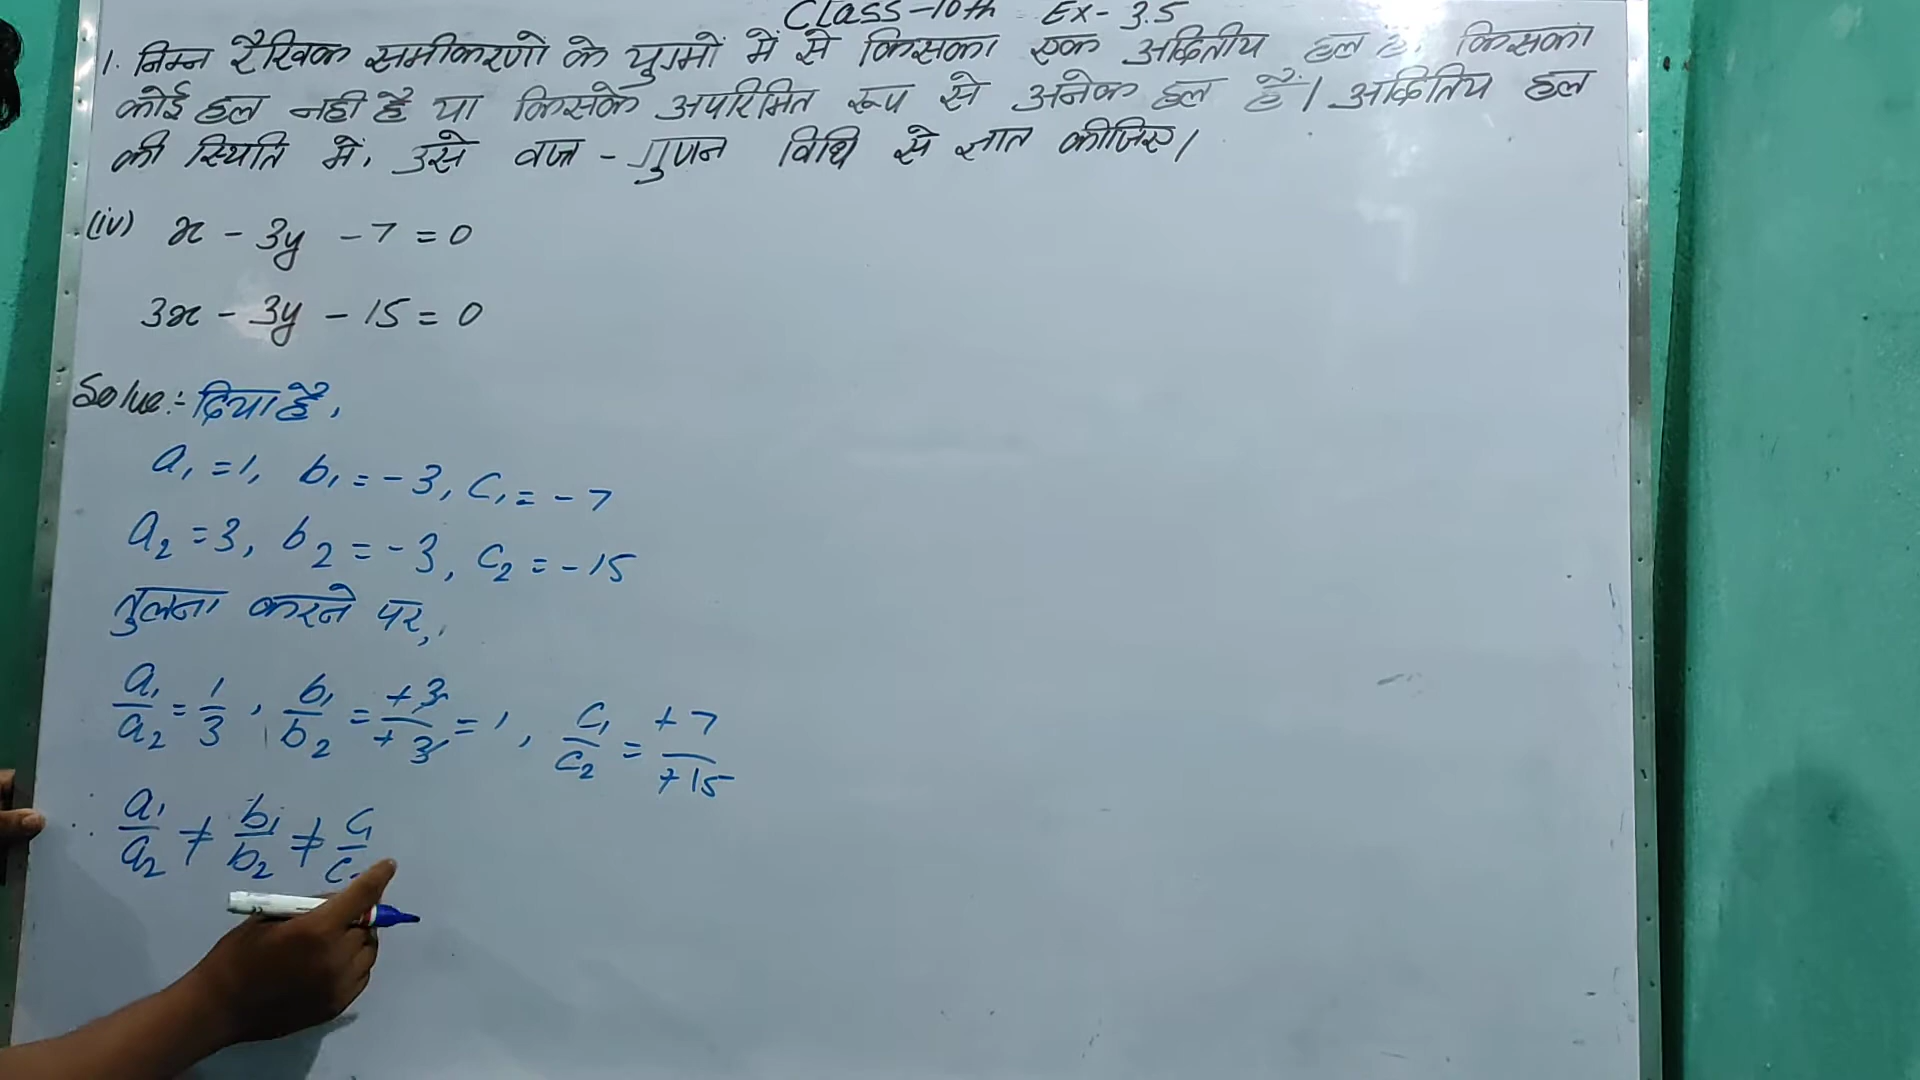 Class-10th Ex-3.5
1. निम्न रैखिक समीकरणों के युग्मों में से किसका एक अद्वितीय हल है, किसका
कोई हल नही है या किसके अपरिमित रूप से अनेक हल हैं। अद्वितिय हल
की स्थिति में, उसे वज्र-गुणन विधि से ज्ञात कीजिए।
(iv) x - 3y - 7 = 0
3x - 3y - 15 = 0
Solue:- दिया है,
a₁ = 1, b₁ = -3, c₁ = -7
a₂ = 3, b₂ = -3, c₂ = -15
तुलना करने पर,
a₁/a₂ = 1/3, b₁/b₂ = +3/+3 = 1, c₁/c₂ = +7/+15
∴ a₁/a₂ ≠ b₁/b₂ ≠ c₁/c₂